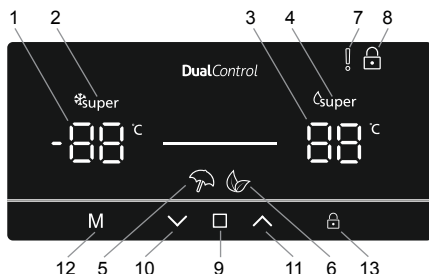 1 2 3 4 7 8
DualControl
super super
-88 °C 88 °C
M
12 5 10 9 11 6 13